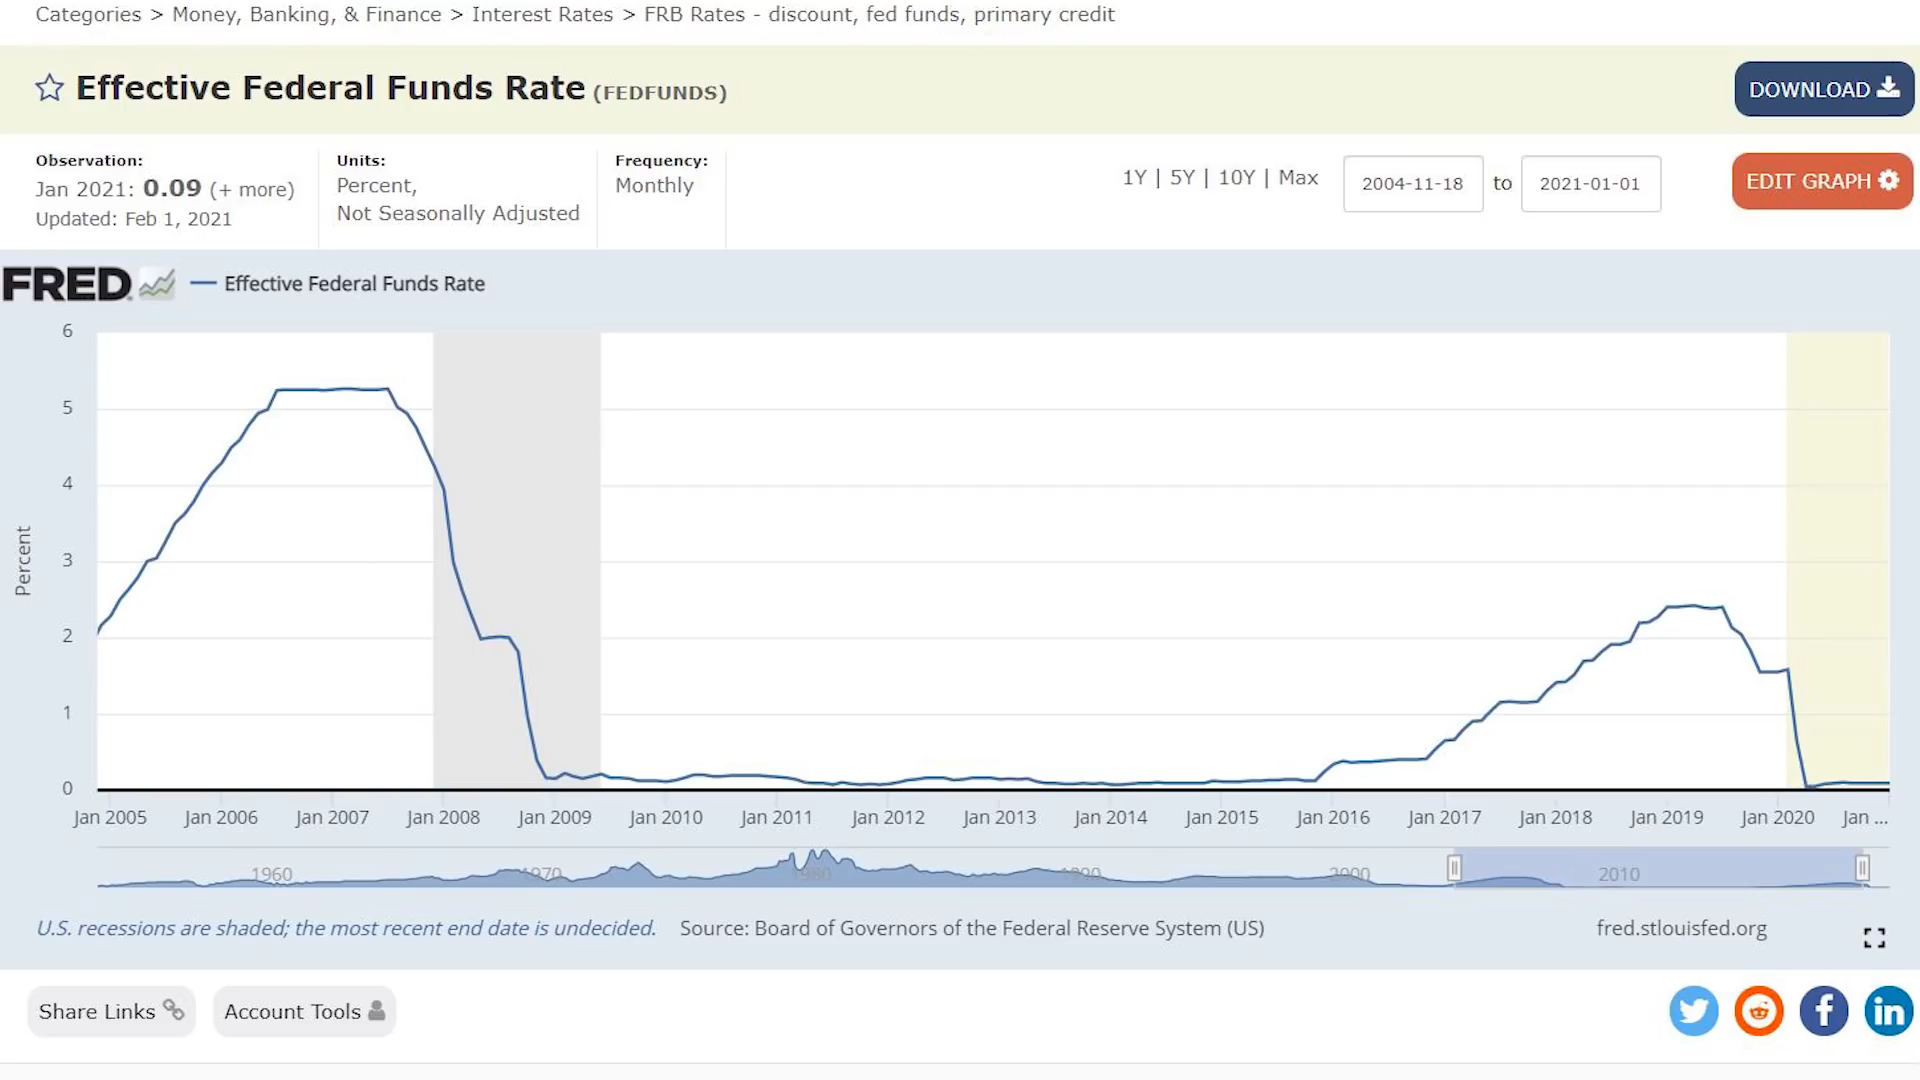 Categories > Money, Banking, & Finance > Interest Rates > FRB Rates - discount, fed funds, primary credit
Effective Federal Funds Rate (FEDFUNDS)
DOWNLOAD
Observation:
Jan 2021: 0.09 (+ more)
Updated: Feb 1, 2021
Units:
Percent,
Not Seasonally Adjusted
Frequency:
Monthly
1Y | 5Y | 10Y | Max
2004-11-18 to 2021-01-01
EDIT GRAPH
FRED
Effective Federal Funds Rate
6
5
4
3
2
1
0
Percent
Jan 2005 Jan 2006 Jan 2007 Jan 2008 Jan 2009 Jan 2010 Jan 2011 Jan 2012 Jan 2013 Jan 2014 Jan 2015 Jan 2016 Jan 2017 Jan 2018 Jan 2019 Jan 2020 Jan ...
1960 1970 1980 1990 2000 2010
U.S. recessions are shaded; the most recent end date is undecided. Source: Board of Governors of the Federal Reserve System (US) fred.stlouisfed.org
Share Links Account Tools